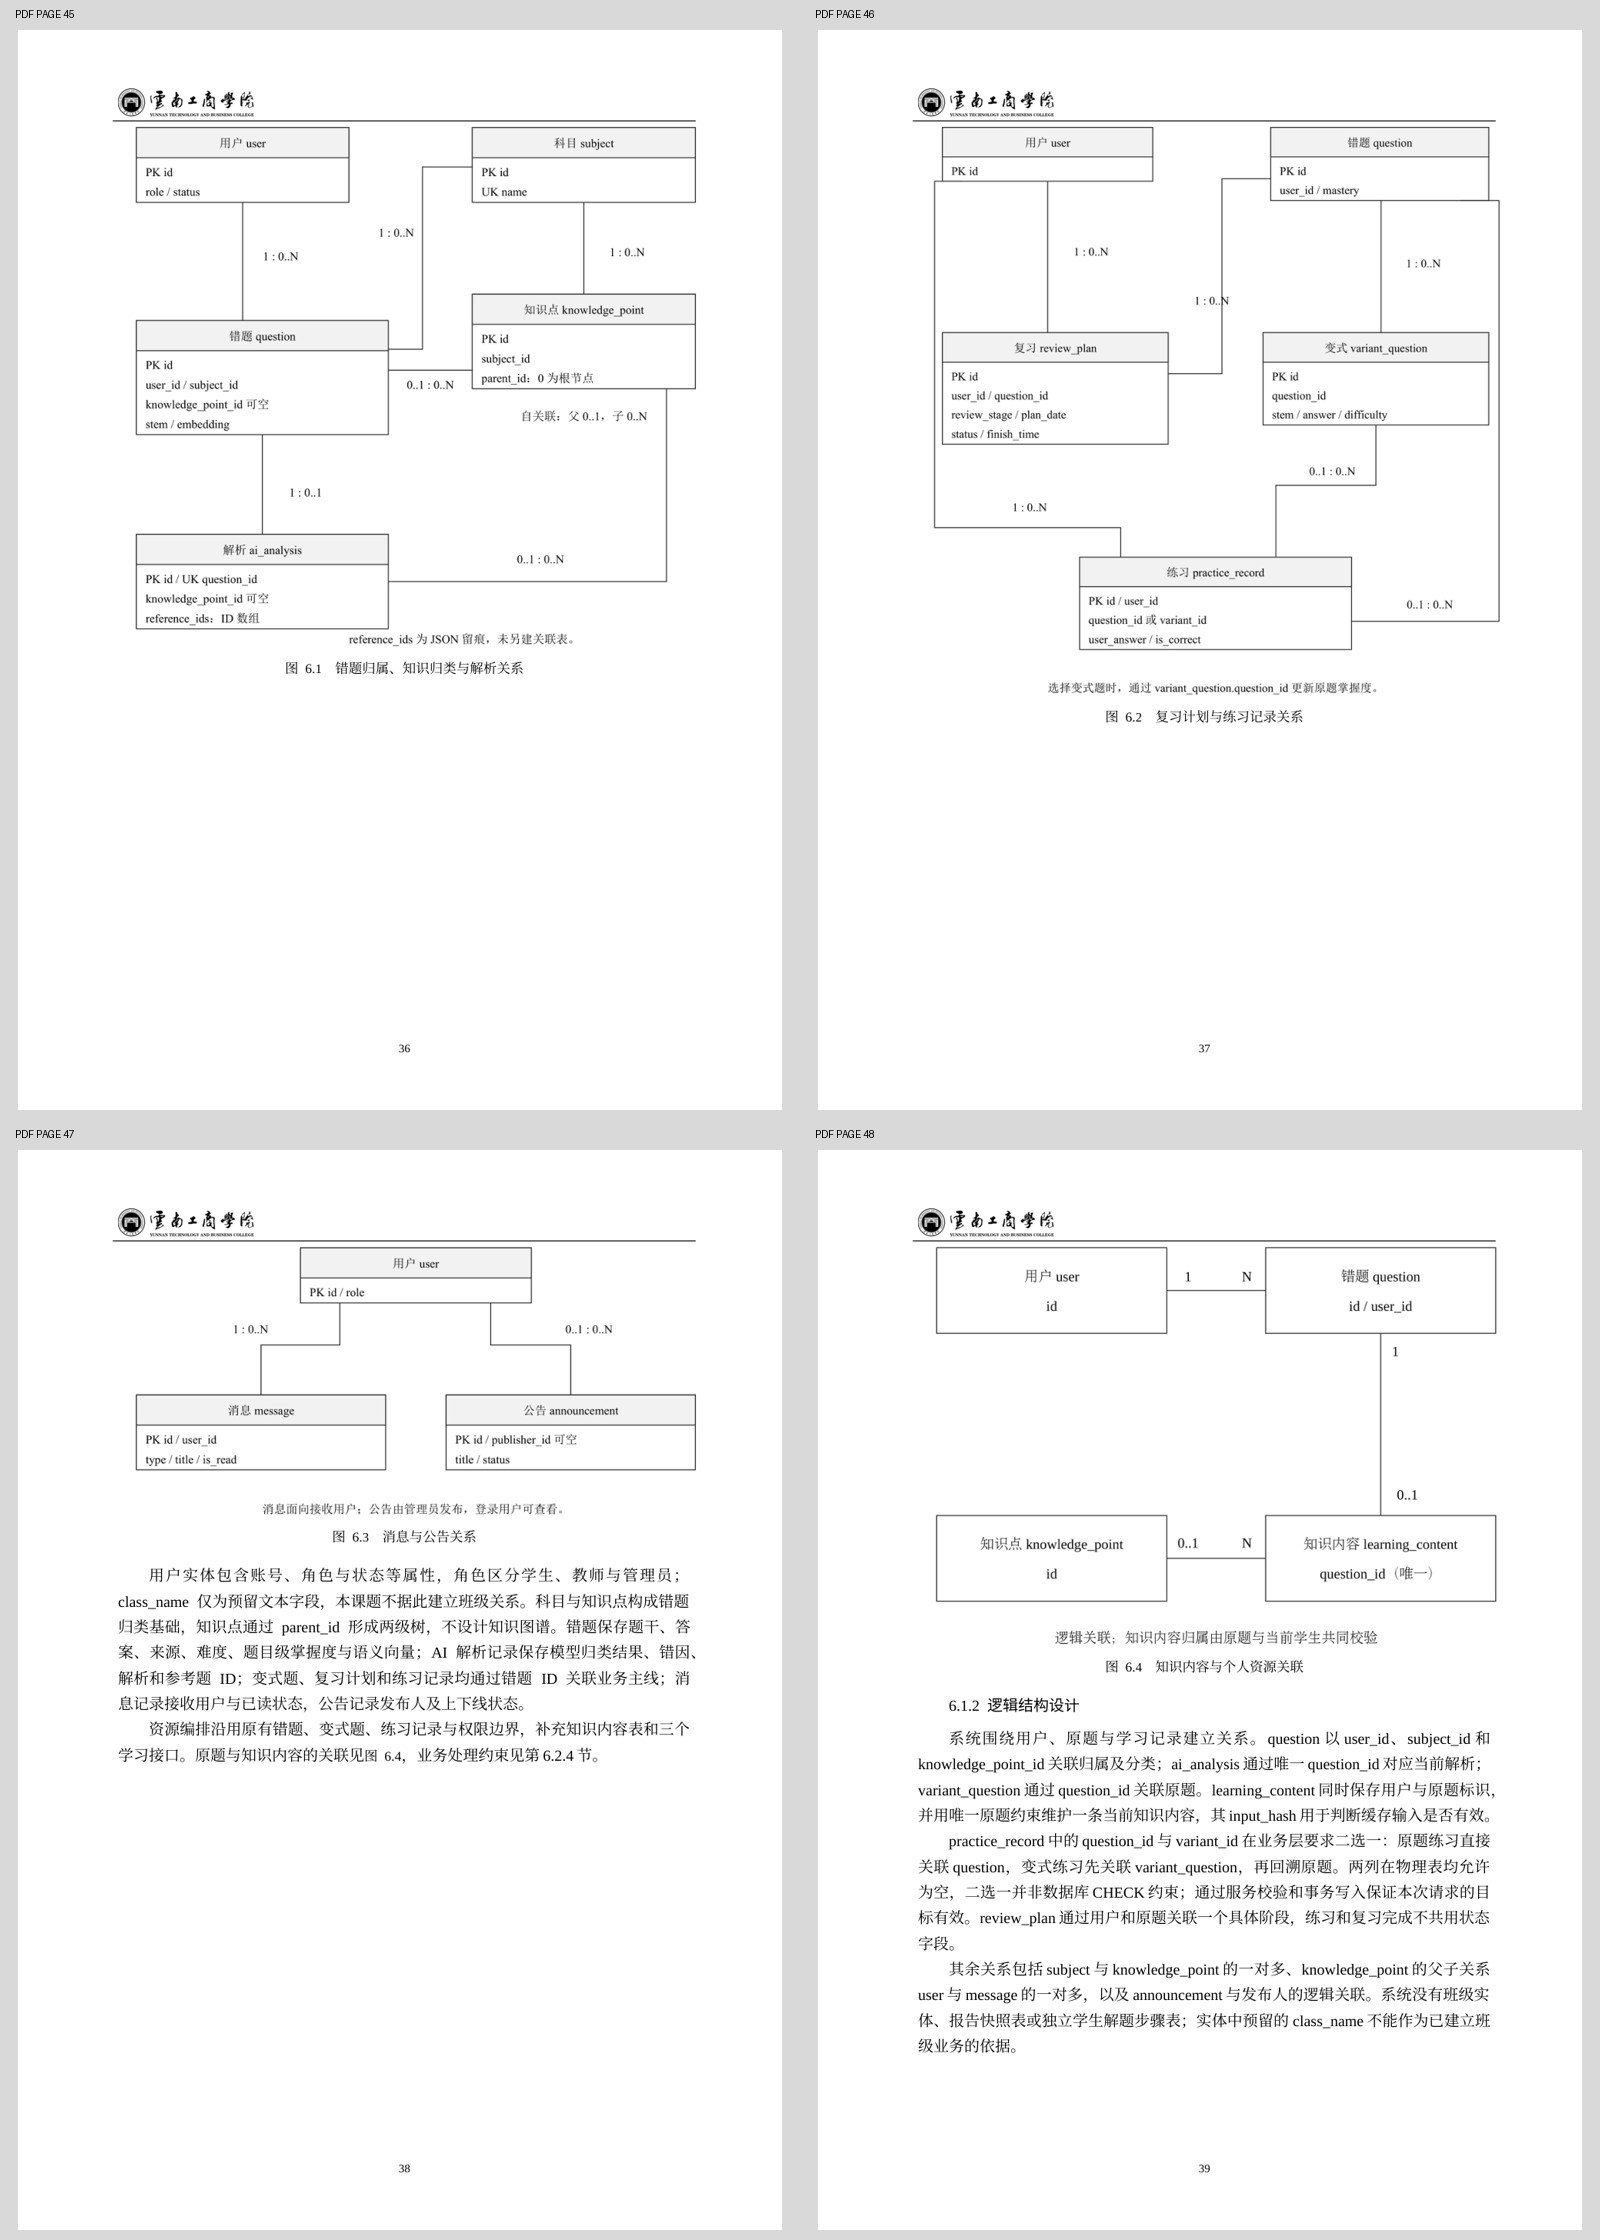 PDF PAGE 45
雲南工商學院
YUNNAN TECHNOLOGY AND BUSINESS COLLEGE
用户 user
PK id
role / status
科目 subject
PK id
UK name
1 : 0..N
1 : 0..N
1 : 0..N
知识点 knowledge_point
PK id
subject_id
parent_id：0 为根节点
错题 question
PK id
user_id / subject_id
knowledge_point_id 可空
stem / embedding
0..1 : 0..N
自关联：父 0..1，子 0..N
1 : 0..1
解析 ai_analysis
PK id / UK question_id
knowledge_point_id 可空
reference_ids：ID 数组
0..1 : 0..N
reference_ids 为 JSON 留痕，未另建关联表。
图 6.1 错题归属、知识归类与解析关系
36
PDF PAGE 46
雲南工商學院
YUNNAN TECHNOLOGY AND BUSINESS COLLEGE
用户 user
PK id
错题 question
PK id
user_id / mastery
1 : 0..N
1 : 0..N
1 : 0..N
复习 review_plan
PK id
user_id / question_id
review_stage / plan_date
status / finish_time
变式 variant_question
PK id
question_id
stem / answer / difficulty
0..1 : 0..N
1 : 0..N
练习 practice_record
PK id / user_id
question_id 或 variant_id
user_answer / is_correct
0..1 : 0..N
选择变式题时，通过 variant_question.question_id 更新原题掌握度。
图 6.2 复习计划与练习记录关系
37
PDF PAGE 47
雲南工商學院
YUNNAN TECHNOLOGY AND BUSINESS COLLEGE
用户 user
PK id / role
1 : 0..N
0..1 : 0..N
消息 message
PK id / user_id
type / title / is_read
公告 announcement
PK id / publisher_id 可空
title / status
消息面向接收用户；公告由管理员发布，登录用户可查看。
图 6.3 消息与公告关系
用户实体包含账号、角色与状态等属性，角色区分学生、教师与管理员；
class_name 仅为预留文本字段，本课题不据此建立班级关系。科目与知识点构成错题
归类基础，知识点通过 parent_id 形成两级树，不设计知识图谱。错题保存题干、答
案、来源、难度、题目级掌握度与语义向量；AI 解析记录保存模型归类结果、错因、
解析和参考题 ID；变式题、复习计划和练习记录均通过错题 ID 关联业务主线；消
息记录接收用户与已读状态，公告记录发布人及上下线状态。
资源编排沿用原有错题、变式题、练习记录与权限边界，补充知识内容表和三个
学习接口。原题与知识内容的关联见图 6.4，业务处理约束见第 6.2.4 节。
38
PDF PAGE 48
雲南工商學院
YUNNAN TECHNOLOGY AND BUSINESS COLLEGE
用户 user
id
1
N
错题 question
id / user_id
1
0..1
知识点 knowledge_point
id
0..1
N
知识内容 learning_content
question_id（唯一）
逻辑关联；知识内容归属由原题与当前学生共同校验
图 6.4 知识内容与个人资源关联
6.1.2 逻辑结构设计
系统围绕用户、原题与学习记录建立关系。question 以 user_id、subject_id 和
knowledge_point_id 关联归属及分类；ai_analysis 通过唯一 question_id 对应当前解析；
variant_question 通过 question_id 关联原题。learning_content 同时保存用户与原题标识，
并用唯一原题约束维护一条当前知识内容，其 input_hash 用于判断缓存输入是否有效。
practice_record 中的 question_id 与 variant_id 在业务层要求二选一：原题练习直接
关联 question，变式练习先关联 variant_question，再回溯原题。两列在物理表均允许
为空，二选一并非数据库 CHECK 约束；通过服务校验和事务写入保证本次请求的目
标有效。review_plan 通过用户和原题关联一个具体阶段，练习和复习完成不共用状态
字段。
其余关系包括 subject 与 knowledge_point 的一对多、knowledge_point 的父子关系
user 与 message 的一对多，以及 announcement 与发布人的逻辑关联。系统没有班级实
体、报告快照表或独立学生解题步骤表；实体中预留的 class_name 不能作为已建立班
级业务的依据。
39